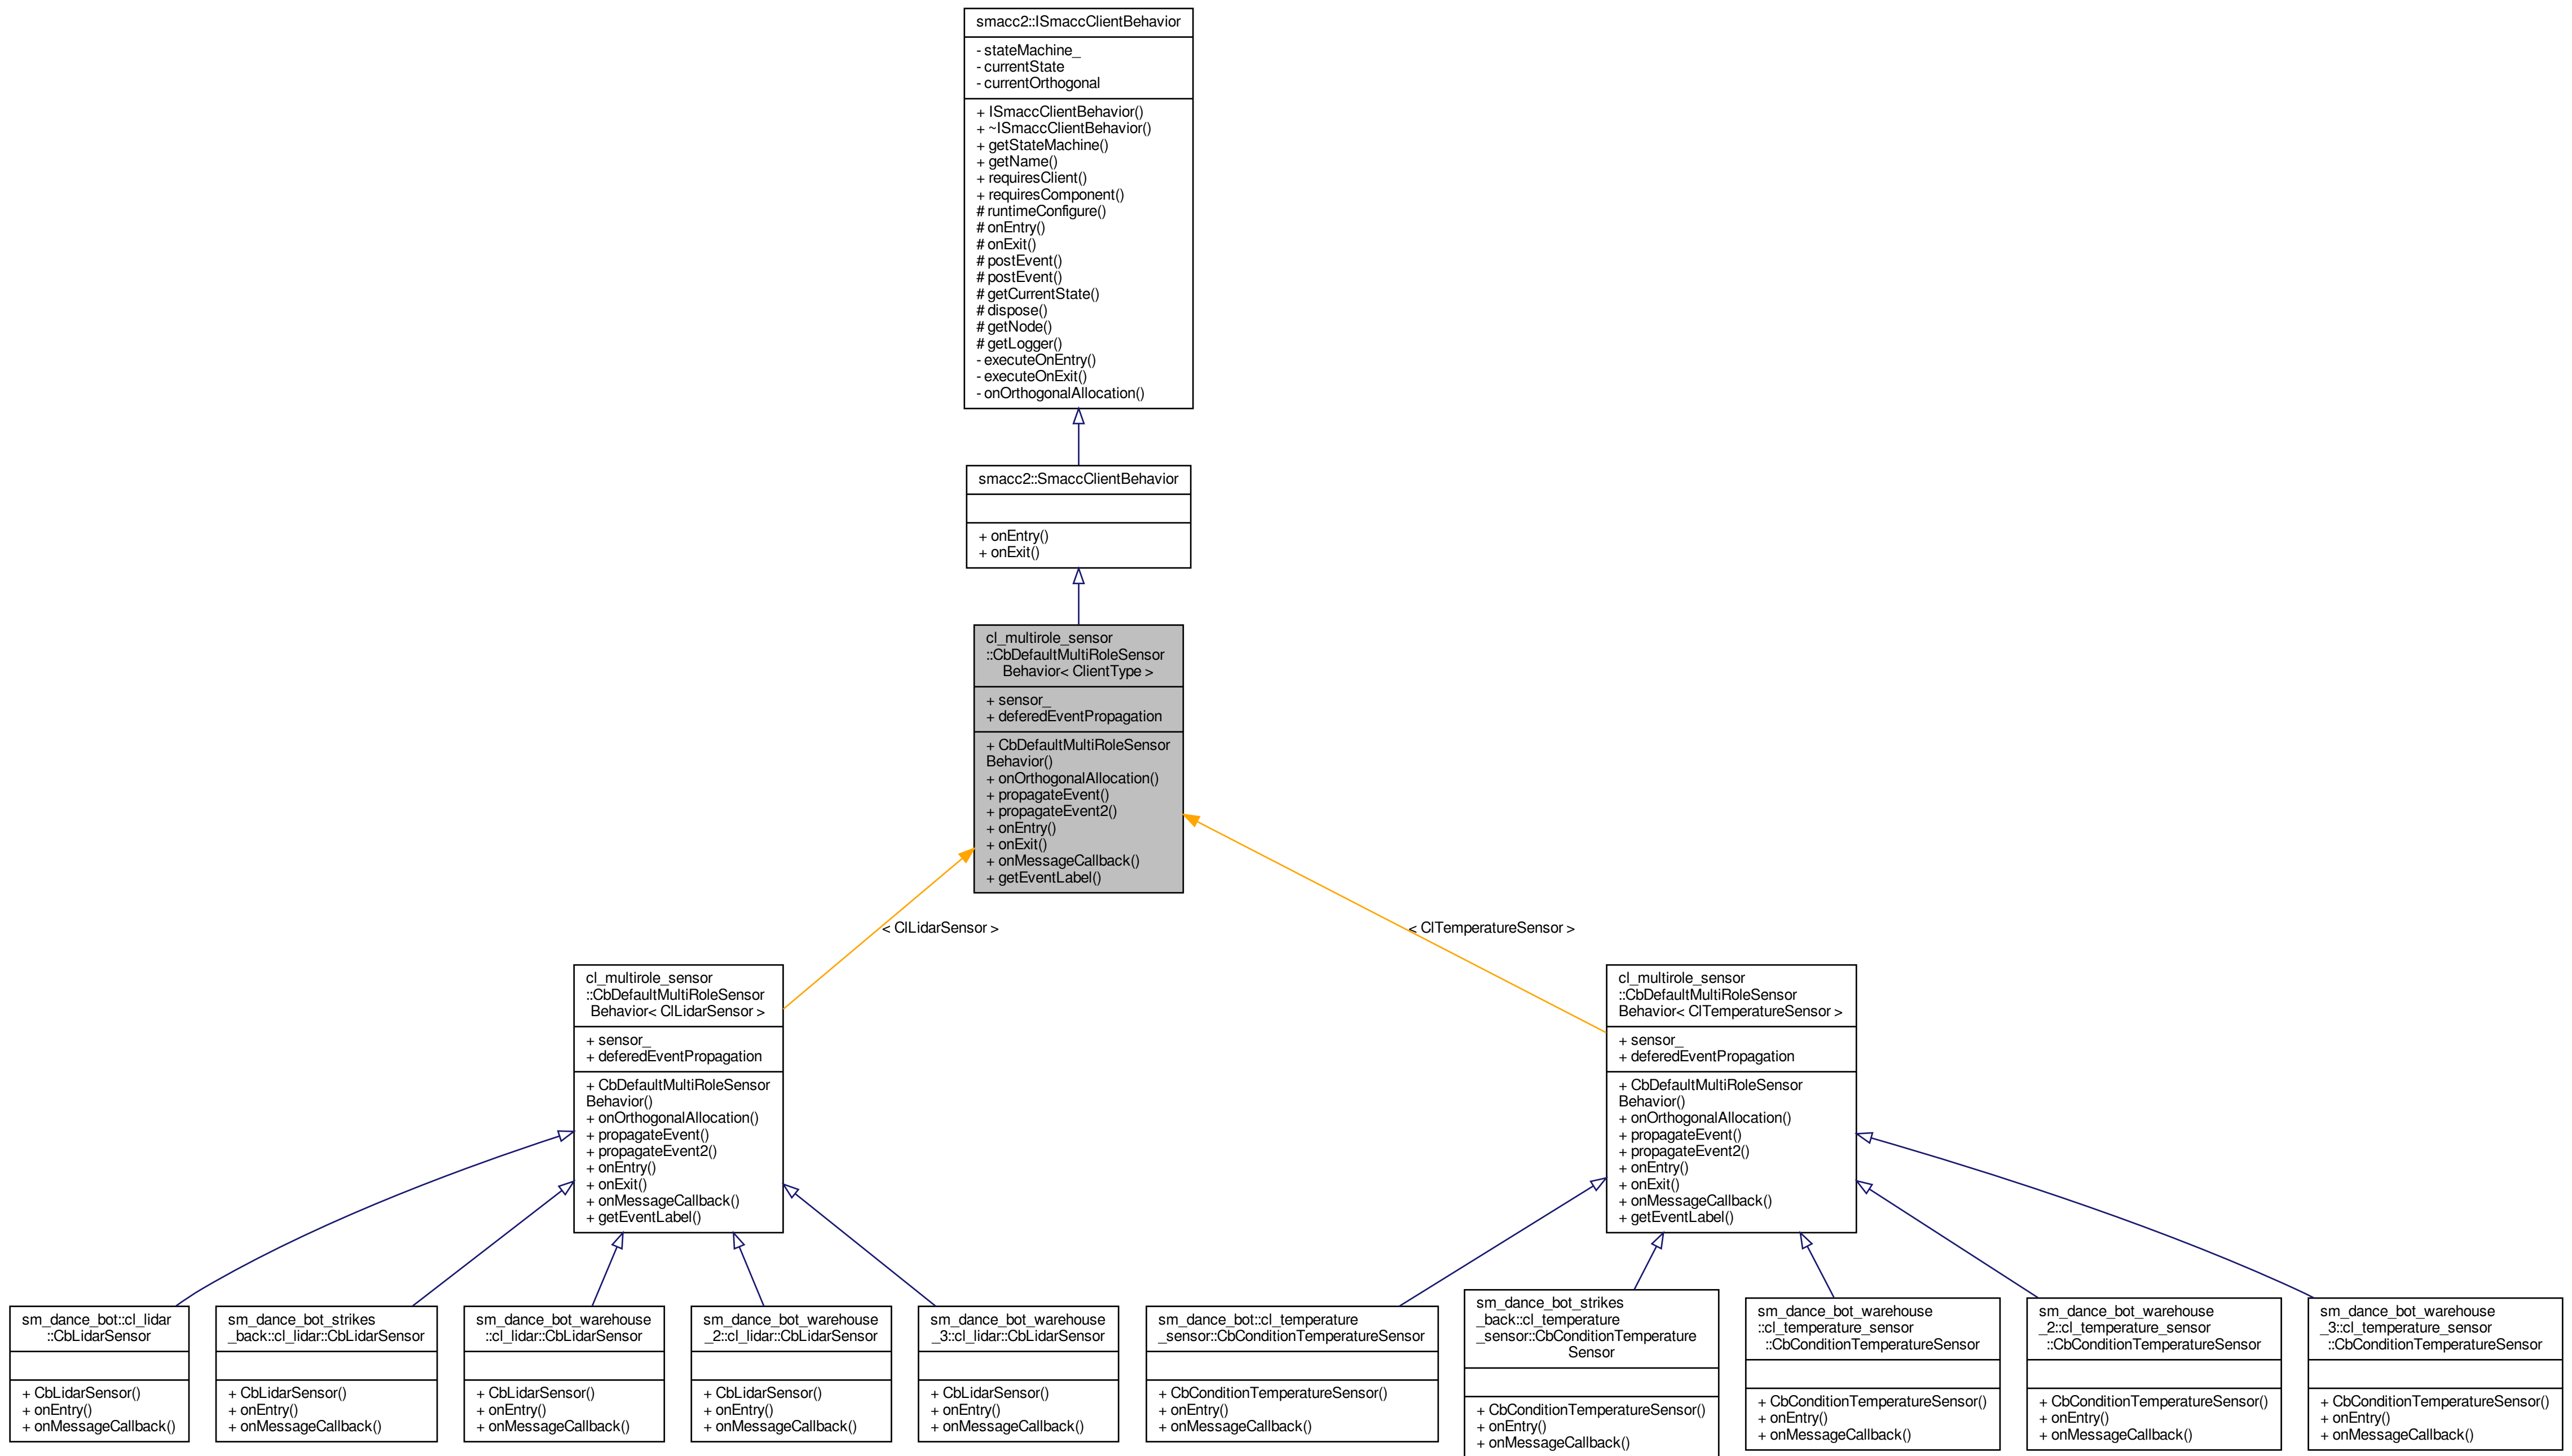 smacc2::ISmaccClientBehavior
- stateMachine_
- currentState
- currentOrthogonal
+ ISmaccClientBehavior()
+ ~ISmaccClientBehavior()
+ getStateMachine()
+ getName()
+ requiresClient()
+ requiresComponent()
# runtimeConfigure()
# onEntry()
# onExit()
# postEvent()
# postEvent()
# getCurrentState()
# dispose()
# getNode()
# getLogger()
- executeOnEntry()
- executeOnExit()
- onOrthogonalAllocation()
smacc2::SmaccClientBehavior
+ onEntry()
+ onExit()
cl_multirole_sensor
::CbDefaultMultiRoleSensor
Behavior< ClientType >
+ sensor_
+ deferedEventPropagation
+ CbDefaultMultiRoleSensor
Behavior()
+ onOrthogonalAllocation()
+ propagateEvent()
+ propagateEvent2()
+ onEntry()
+ onExit()
+ onMessageCallback()
+ getEventLabel()
< ClLidarSensor >
< ClTemperatureSensor >
cl_multirole_sensor
::CbDefaultMultiRoleSensor
Behavior< ClLidarSensor >
+ sensor_
+ deferedEventPropagation
+ CbDefaultMultiRoleSensor
Behavior()
+ onOrthogonalAllocation()
+ propagateEvent()
+ propagateEvent2()
+ onEntry()
+ onExit()
+ onMessageCallback()
+ getEventLabel()
cl_multirole_sensor
::CbDefaultMultiRoleSensor
Behavior< ClTemperatureSensor >
+ sensor_
+ deferedEventPropagation
+ CbDefaultMultiRoleSensor
Behavior()
+ onOrthogonalAllocation()
+ propagateEvent()
+ propagateEvent2()
+ onEntry()
+ onExit()
+ onMessageCallback()
+ getEventLabel()
sm_dance_bot::cl_lidar
::CbLidarSensor
+ CbLidarSensor()
+ onEntry()
+ onMessageCallback()
sm_dance_bot_strikes
_back::cl_lidar::CbLidarSensor
+ CbLidarSensor()
+ onEntry()
+ onMessageCallback()
sm_dance_bot_warehouse
::cl_lidar::CbLidarSensor
+ CbLidarSensor()
+ onEntry()
+ onMessageCallback()
sm_dance_bot_warehouse
_2::cl_lidar::CbLidarSensor
+ CbLidarSensor()
+ onEntry()
+ onMessageCallback()
sm_dance_bot_warehouse
_3::cl_lidar::CbLidarSensor
+ CbLidarSensor()
+ onEntry()
+ onMessageCallback()
sm_dance_bot::cl_temperature
_sensor::CbConditionTemperatureSensor
+ CbConditionTemperatureSensor()
+ onEntry()
+ onMessageCallback()
sm_dance_bot_strikes
_back::cl_temperature
_sensor::CbConditionTemperature
Sensor
+ CbConditionTemperatureSensor()
+ onEntry()
+ onMessageCallback()
sm_dance_bot_warehouse
::cl_temperature_sensor
::CbConditionTemperatureSensor
+ CbConditionTemperatureSensor()
+ onEntry()
+ onMessageCallback()
sm_dance_bot_warehouse
_2::cl_temperature_sensor
::CbConditionTemperatureSensor
+ CbConditionTemperatureSensor()
+ onEntry()
+ onMessageCallback()
sm_dance_bot_warehouse
_3::cl_temperature_sensor
::CbConditionTemperatureSensor
+ CbConditionTemperatureSensor()
+ onEntry()
+ onMessageCallback()